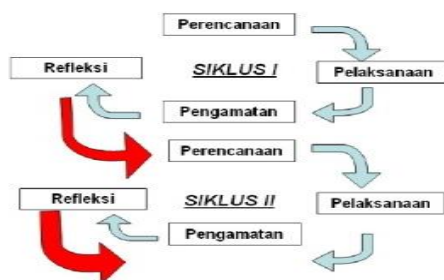 Perencanaan
Refleksi
SIKLUS I
Pelaksanaan
Pengamatan
Perencanaan
Refleksi
SIKLUS II
Pelaksanaan
Pengamatan